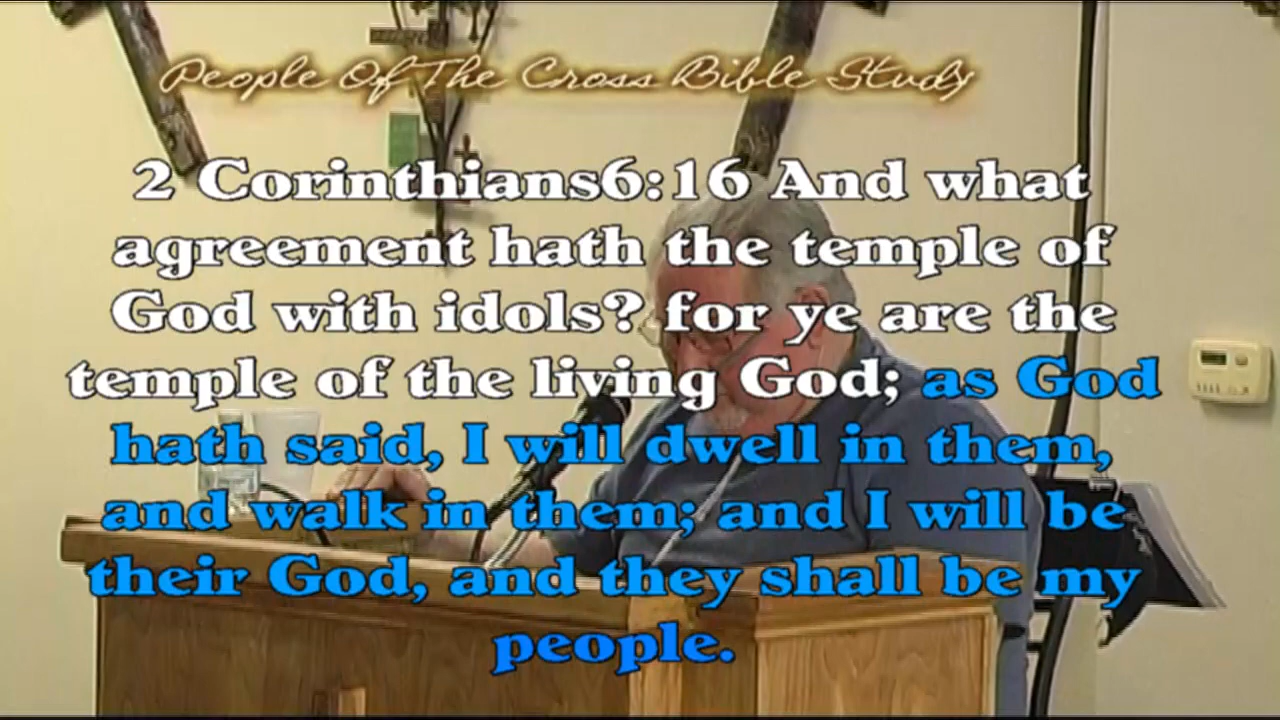 People Of The Cross Bible Study
2 Corinthians6:16 And what
agreement hath the temple of
God with idols? for ye are the
temple of the living God; as God
hath said, I will dwell in them,
and walk in them; and I will be
their God, and they shall be my
people.